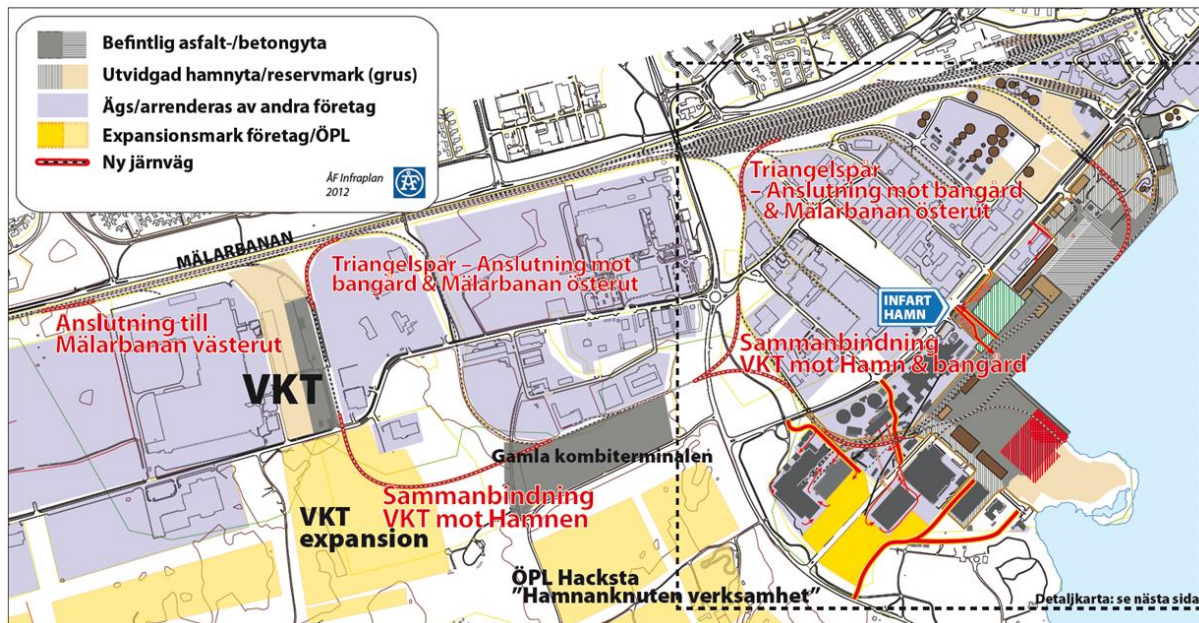 Befintlig asfalt-/betongyta
Utvidgad hamnyta/reservmark (grus)
Ägs/arrenderas av andra företag
Expansionsmark företag/ÖPL
Ny järnväg
ÅF Infraplan
2012
ÅF
MÄLARBANAN
Triangelspår
– Anslutning mot bangård
& Mälarbanan österut
Triangelspår – Anslutning mot
bangård & Mälarbanan österut
Anslutning till
Mälarbanan västerut
INFART
HAMN
Sammanbindning
VKT mot Hamn & bangård
VKT
Gamla kombiterminalen
Sammanbindning
VKT mot Hamnen
VKT
expansion
ÖPL Hacksta
"Hamnanknuten verksamhet"
Detaljkarta: se nästa sida